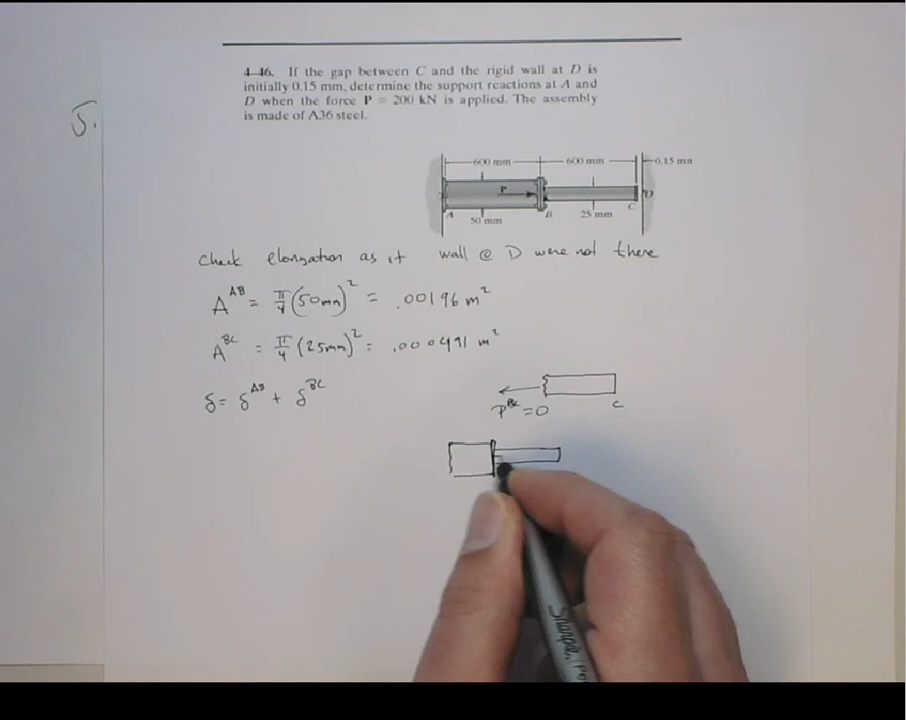 5.
4–46. If the gap between C and the rigid wall at D is
initially 0.15 mm, determine the support reactions at A and
D when the force P = 200 kN is applied. The assembly
is made of A36 steel.
600 mm 600 mm 0.15 mm
P D
A B C
50 mm 25 mm
Check elongation as if wall @ D were not there
A^AB = π/4 (50mm)^2 = .00196 m^2
A^BC = π/4 (25mm)^2 = .000491 m^2
δ = δ^AB + δ^BC
P^BC = 0 C
Sharpie